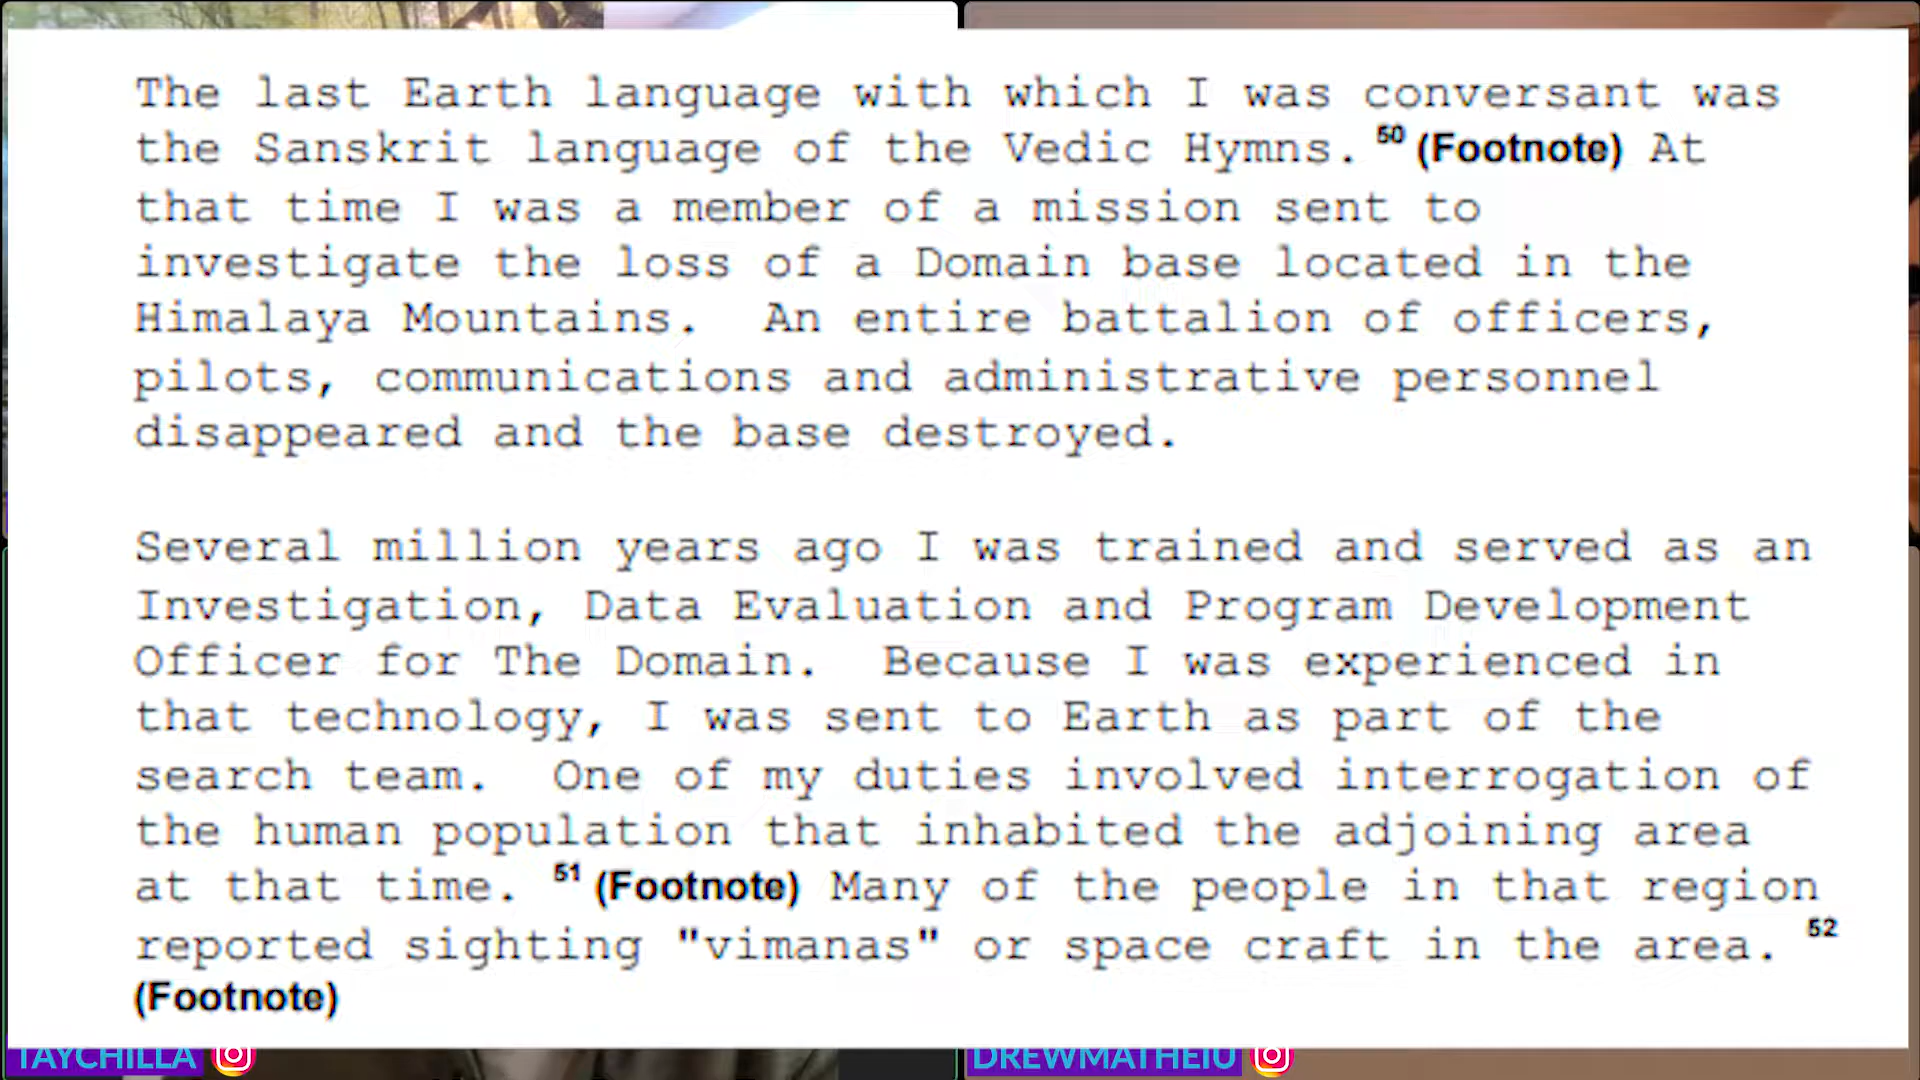 The last Earth language with which I was conversant was
the Sanskrit language of the Vedic Hymns. 50 (Footnote) At
that time I was a member of a mission sent to
investigate the loss of a Domain base located in the
Himalaya Mountains.  An entire battalion of officers,
pilots, communications and administrative personnel
disappeared and the base destroyed.
Several million years ago I was trained and served as an
Investigation, Data Evaluation and Program Development
Officer for The Domain.  Because I was experienced in
that technology, I was sent to Earth as part of the
search team.  One of my duties involved interrogation of
the human population that inhabited the adjoining area
at that time. 51 (Footnote) Many of the people in that region
reported sighting "vimanas" or space craft in the area. 52
(Footnote)
TAYCHILLA
DREWMATHEIU